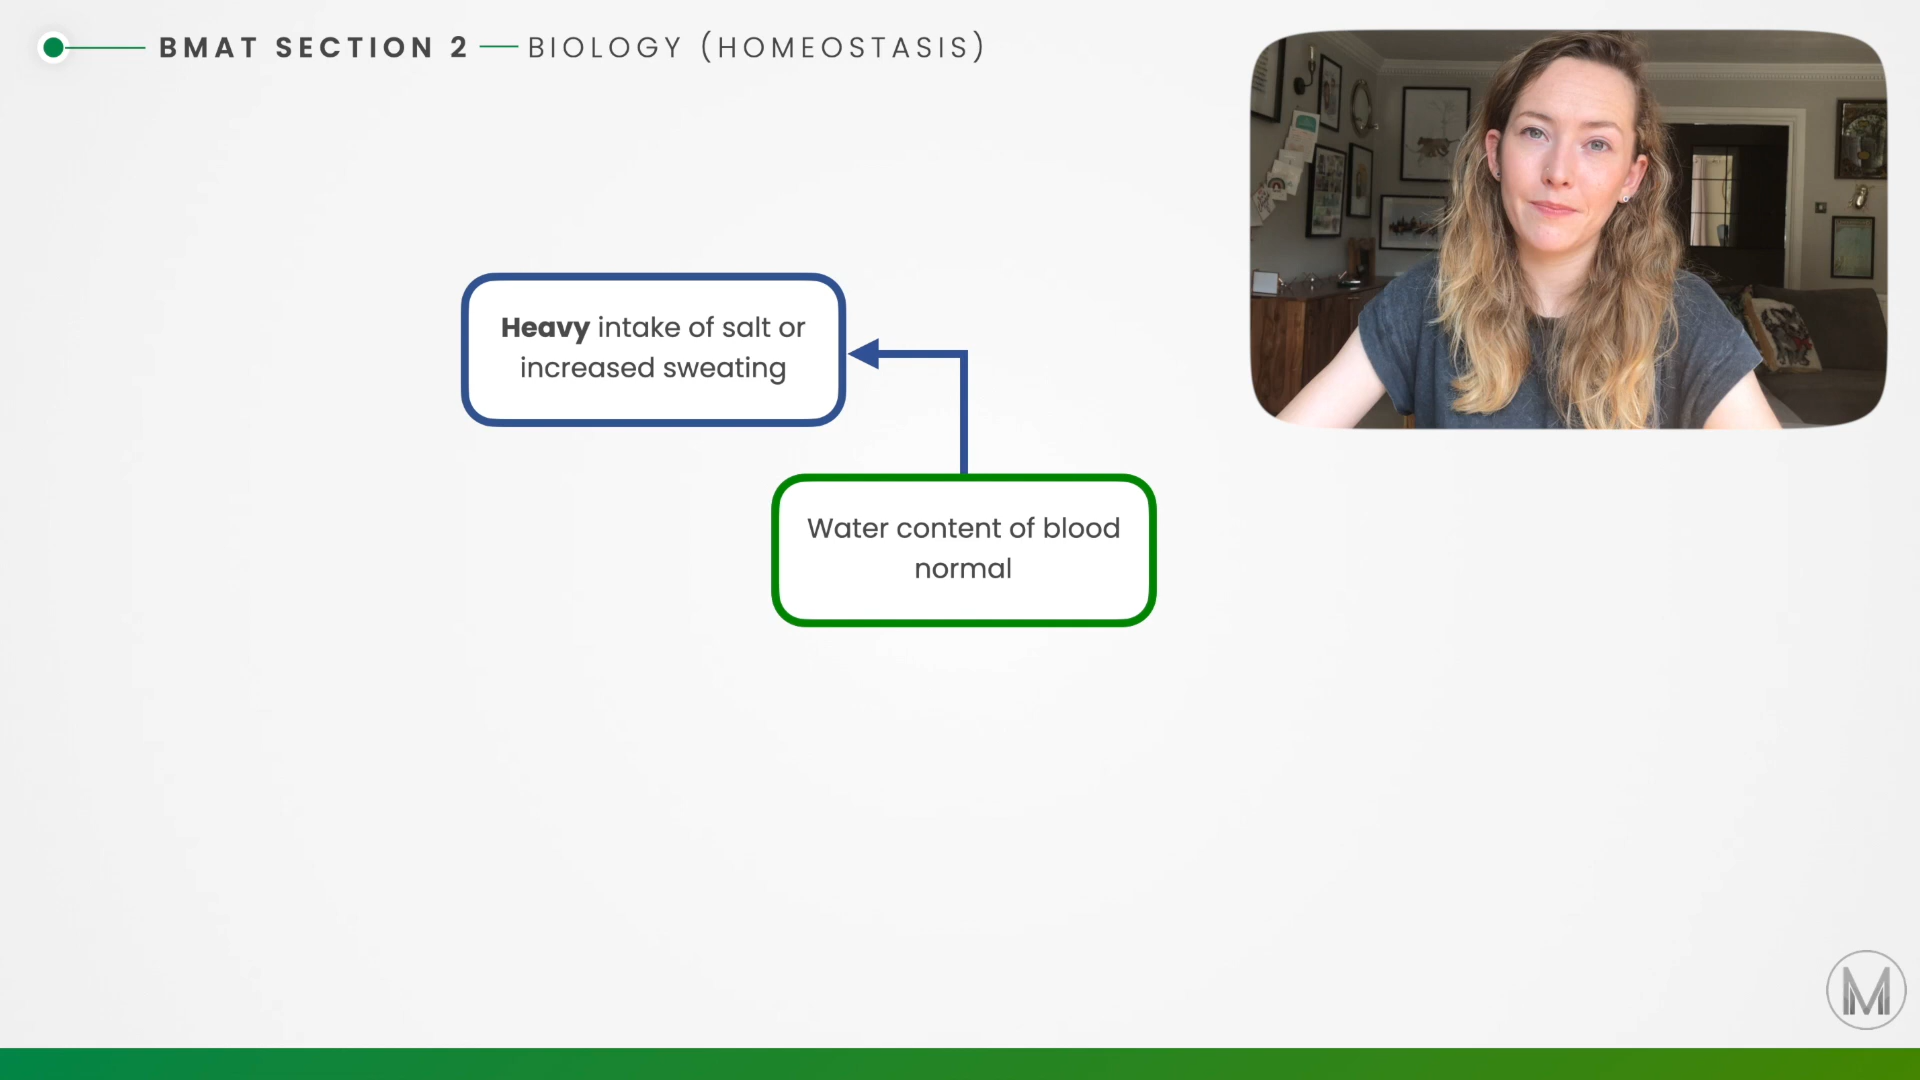 BMAT SECTION 2 — BIOLOGY (HOMEOSTASIS)
Heavy intake of salt or
increased sweating
Water content of blood
normal
M